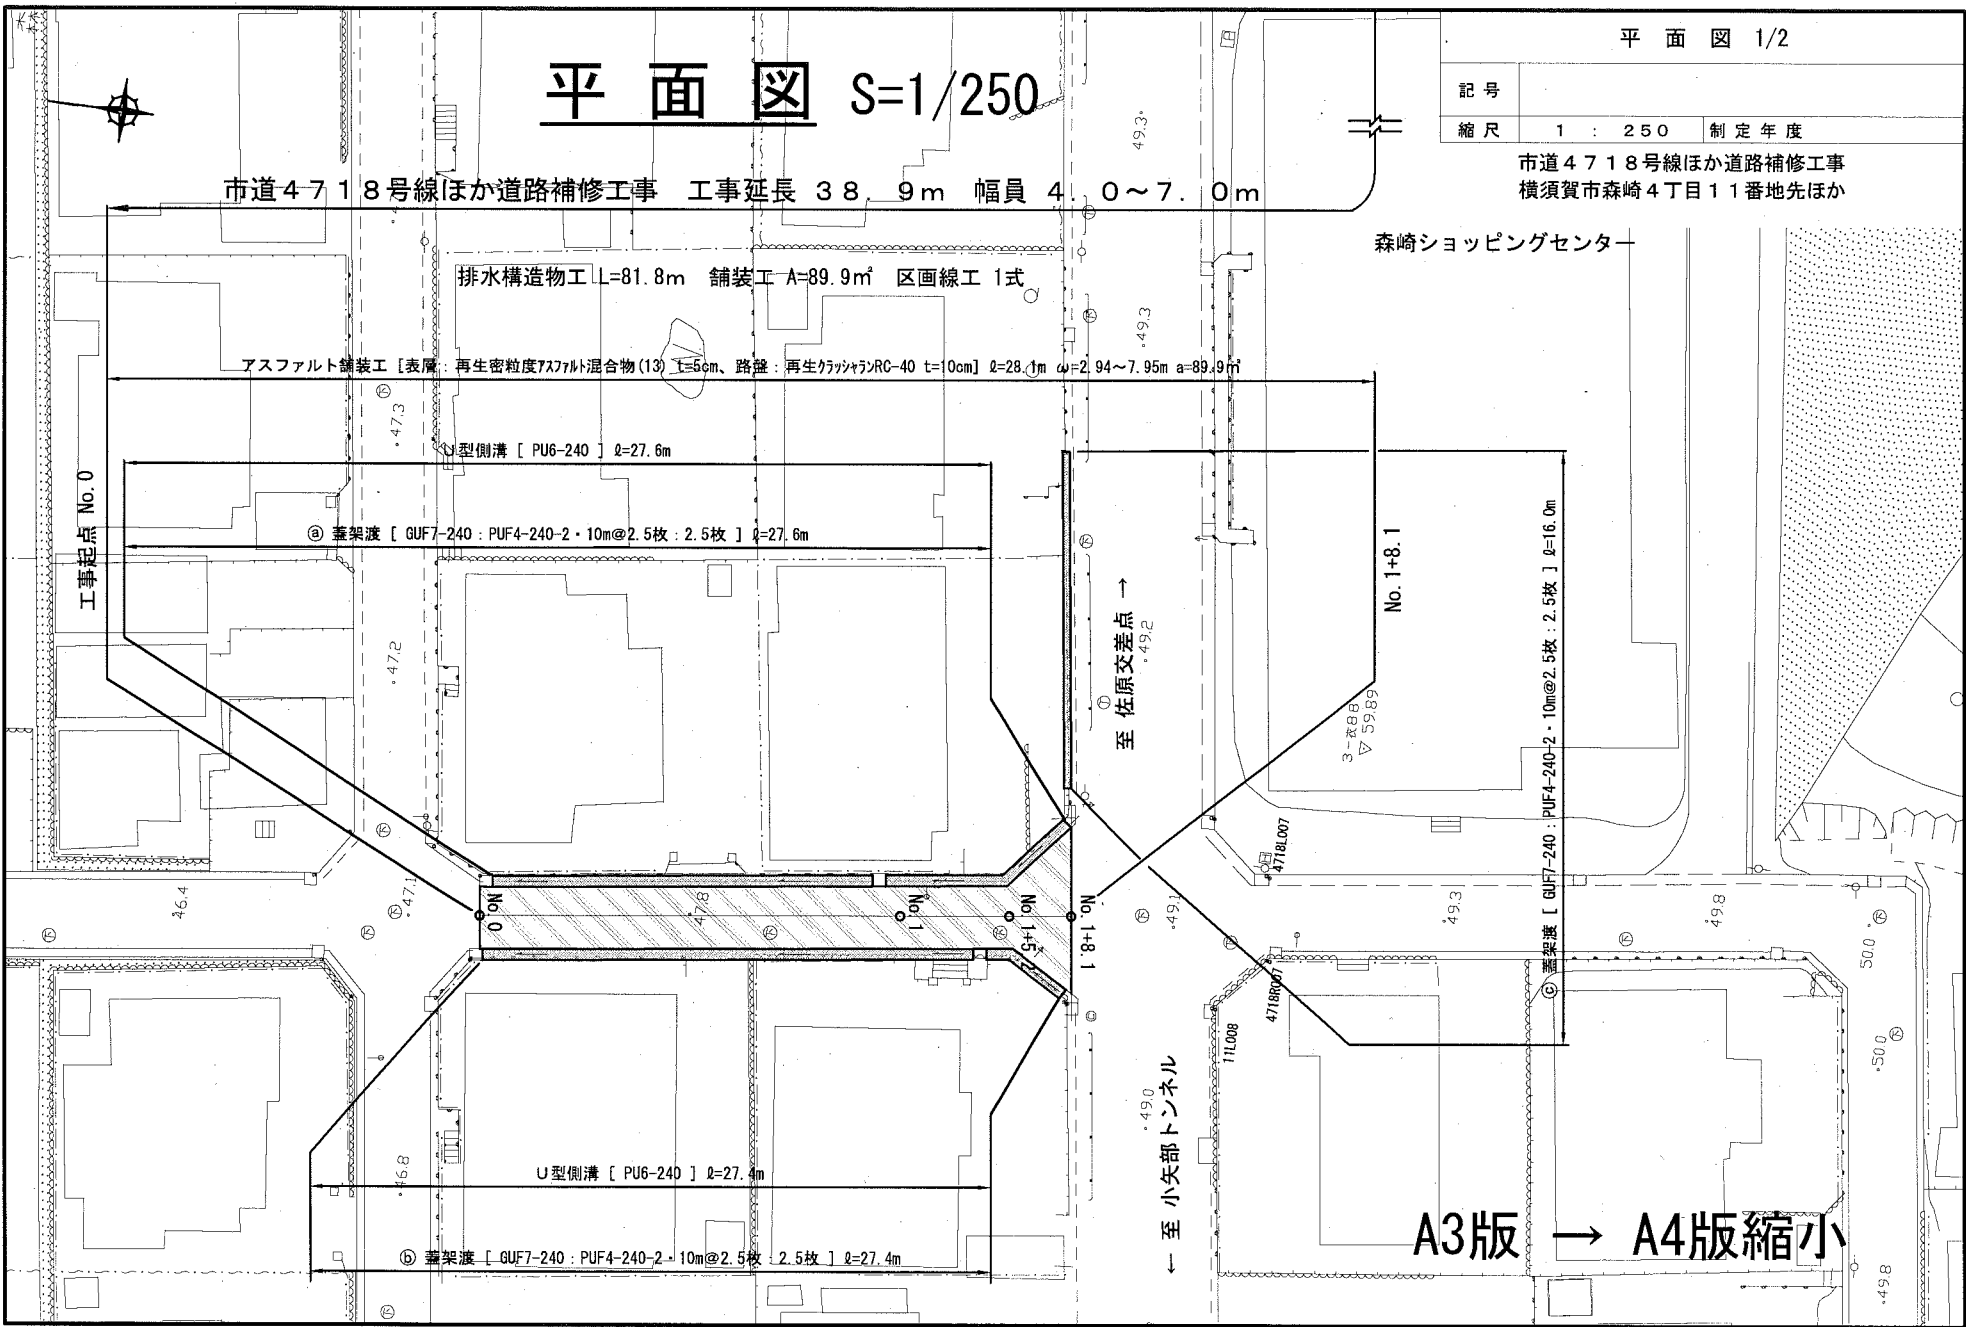 平面図 1/2
記号
縮尺 1 : 250 制定年度
市道4718号線ほか道路補修工事
横須賀市森崎4丁目11番地先ほか
平面図 S=1/250
市道4718号線ほか道路補修工事 工事延長 38.9m 幅員 4.0~7.0m
森崎ショッピングセンター
排水構造物工 L=81.8m 舗装工 A=89.9㎡ 区画線工 1式
アスファルト舗装工 [表層:再生密粒度アスファルト混合物(13) t=5cm、路盤:再生クラッシャランRC-40 t=10cm] ℓ=28.1m ω=2.94~7.95m a=89.9㎡
U型側溝 [ PU6-240 ] ℓ=27.6m
ⓐ 蓋架渡 [ GUF7-240:PUF4-240-2・10m@2.5枚:2.5枚 ] ℓ=27.6m
工事起点 No.0
No.1+8.1
ⓒ 蓋架渡 [ GUF7-240:PUF4-240-2・10m@2.5枚:2.5枚 ] ℓ=16.0m
至 佐原交差点 →
← 至 小矢部トンネル
49.3
49.3
47.3
47.2
49.2
3-衣888
▽ 59.89
4718L007
46.4
47.1
No.0
47.8
No.1
No.1+5.2
No.1+8.1
49.1
49.3
49.8
50.0
4718R007
11L008
49.0
50.0
46.8
49.8
U型側溝 [ PU6-240 ] ℓ=27.4m
ⓑ 蓋架渡 [ GUF7-240:PUF4-240-2・10m@2.5枚:2.5枚 ] ℓ=27.4m
A3版 → A4版縮小